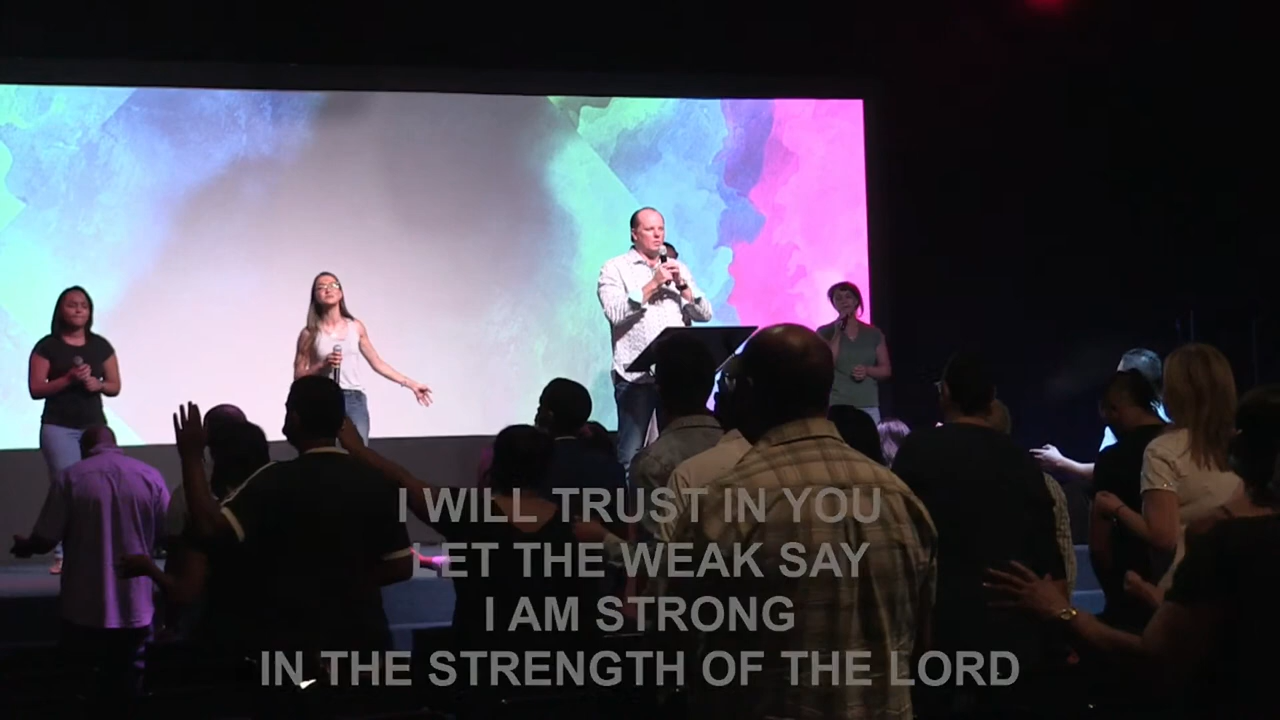 I WILL TRUST IN YOU
LET THE WEAK SAY
I AM STRONG
IN THE STRENGTH OF THE LORD